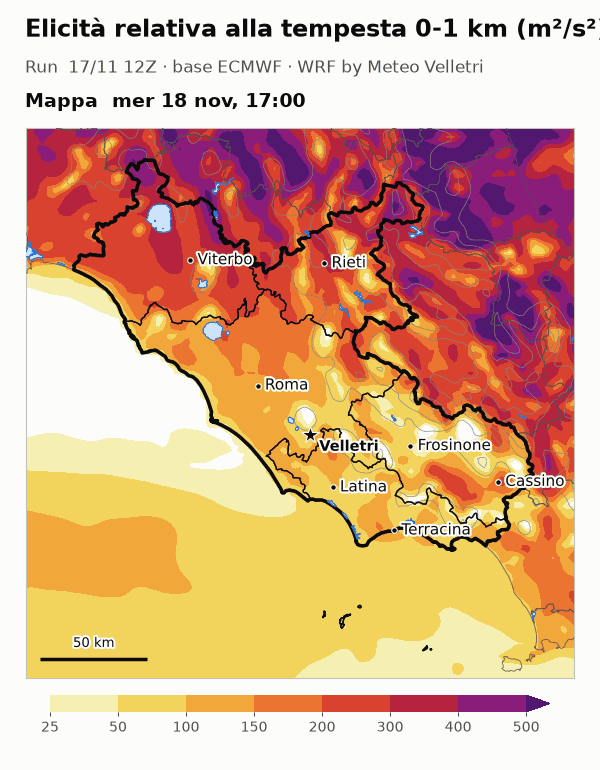 Elicità relativa alla tempesta 0-1 km (m²/s²)
Run 17/11 12Z · base ECMWF · WRF by Meteo Velletri
Mappa mer 18 nov, 17:00
Viterbo
Rieti
Roma
Velletri
Frosinone
Cassino
Latina
Terracina
50 km
25 50 100 150 200 300 400 500